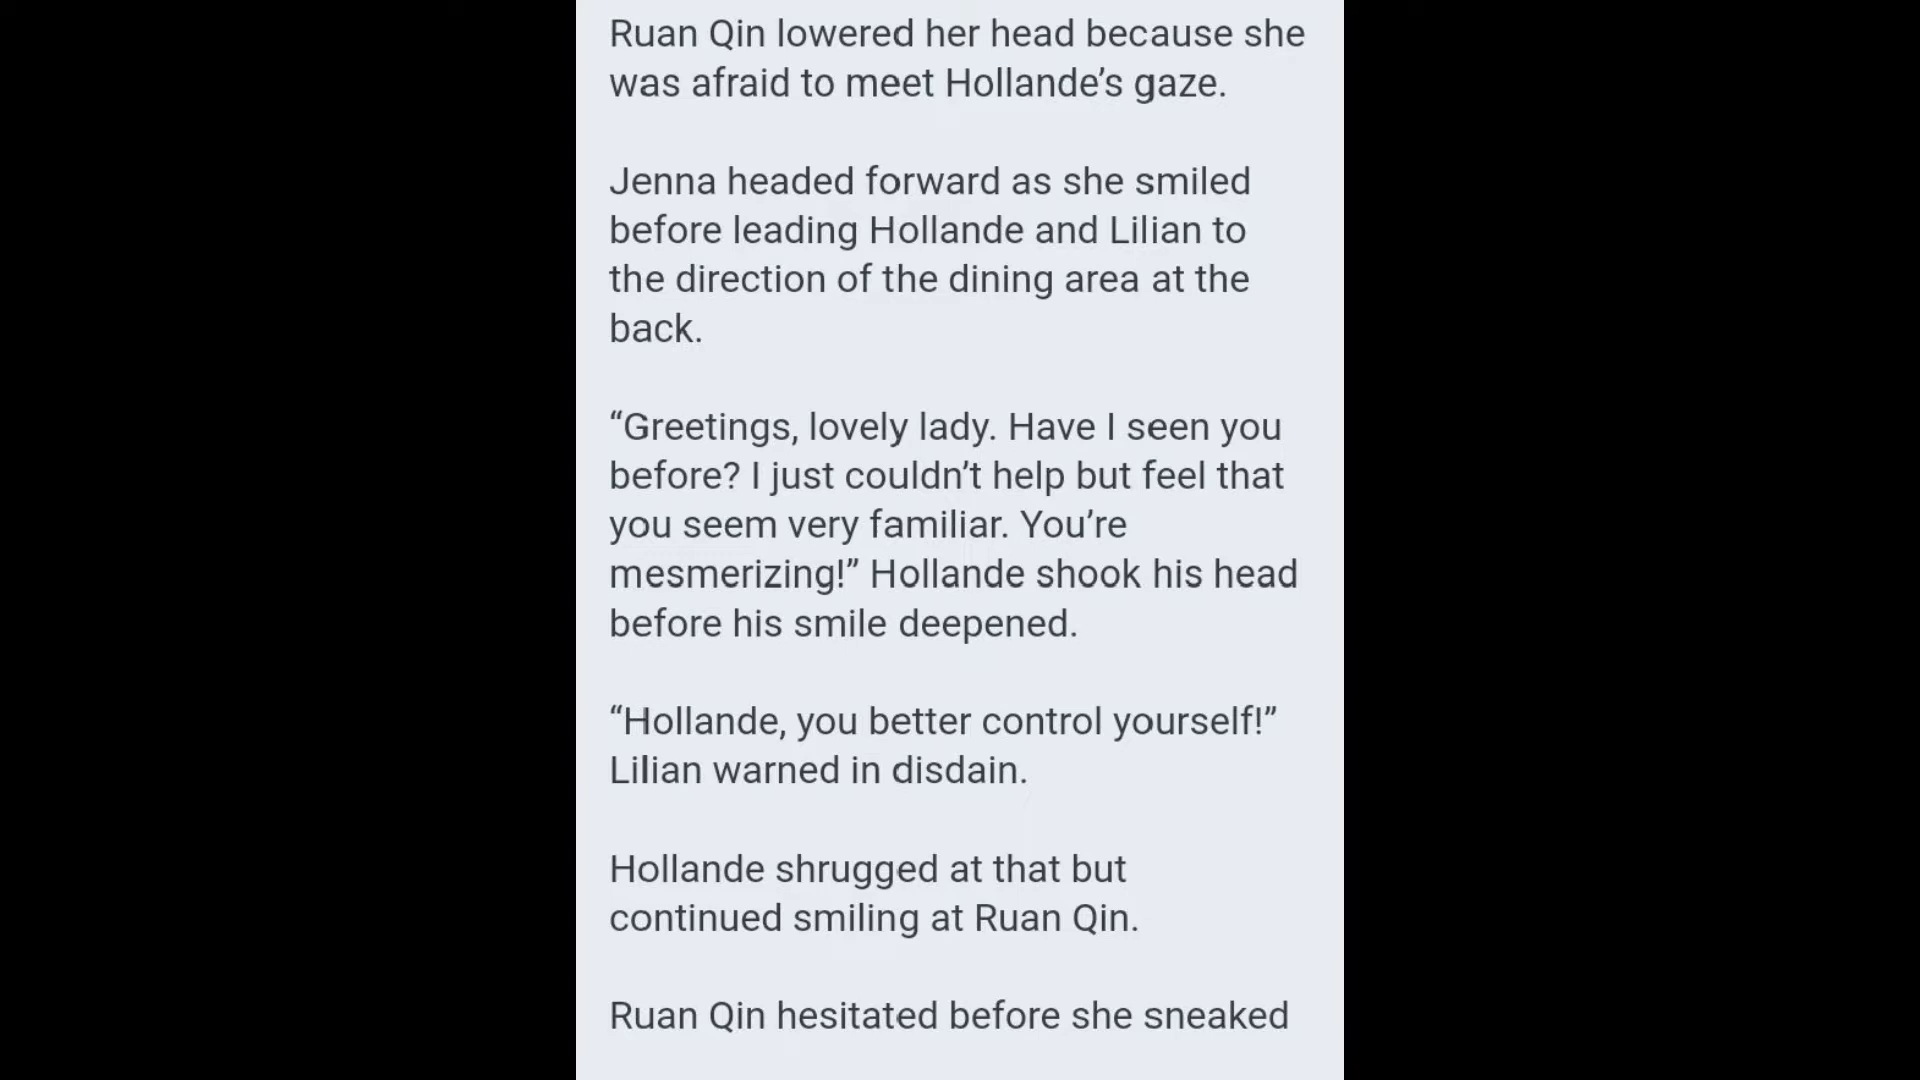 Ruan Qin lowered her head because she
was afraid to meet Hollande’s gaze.
Jenna headed forward as she smiled
before leading Hollande and Lilian to
the direction of the dining area at the
back.
“Greetings, lovely lady. Have I seen you
before? I just couldn’t help but feel that
you seem very familiar. You’re
mesmerizing!” Hollande shook his head
before his smile deepened.
“Hollande, you better control yourself!”
Lilian warned in disdain.
Hollande shrugged at that but
continued smiling at Ruan Qin.
Ruan Qin hesitated before she sneaked